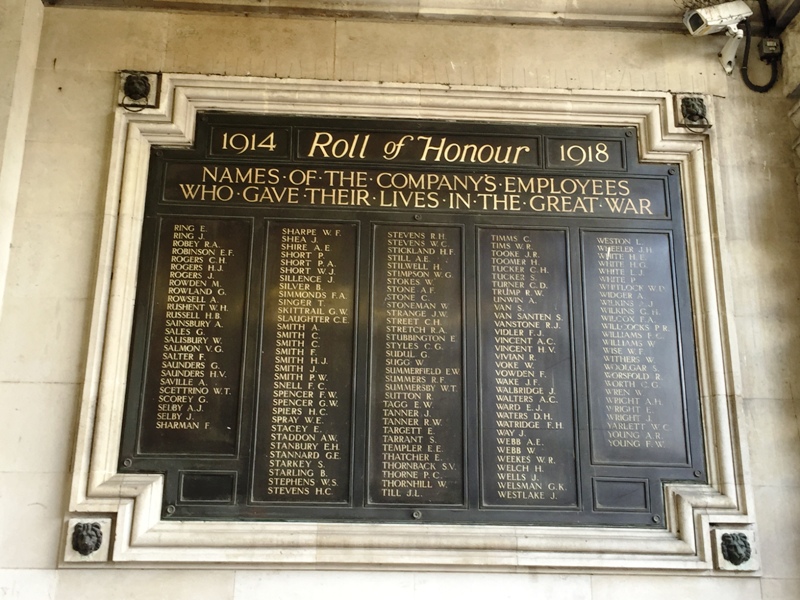 1914
Roll of Honour
1918
NAMES·OF·THE·COMPANY'S·EMPLOYEES
WHO·GAVE·THEIR·LIVES·IN·THE·GREAT·WAR
RING E.
RING J.
ROBEY R.A.
ROBINSON E.F.
ROGERS C.H.
ROGERS H.J.
ROGERS J.
ROWDEN M.
ROWLAND G.
ROWSELL A.
RUSHENT W.H.
RUSSELL H.B.
SAINSBURY A.
SALES G.
SALISBURY W.
SALMON V.G.
SALTER F.
SAUNDERS G.
SAUNDERS H.V.
SAVILLE A.
SCETTRINO W.T.
SCOREY G.
SELBY A.J.
SELBY J.
SHARMAN F.
SHARPE W.F.
SHEA J.
SHIRE A.E.
SHORT P.
SHORT P.A.
SHORT W.J.
SILLENCE J.
SILVER B.
SIMMONDS F.A.
SINGER T.
SKITTRAIL G.W.
SLAUGHTER C.E.
SMITH A.
SMITH C.
SMITH C.
SMITH F.
SMITH H.J.
SMITH J.
SMITH P.W.
SNELL F.C.
SPENCER F.W.
SPENCER G.W.
SPIERS H.C.
SPRAY W.E.
STACEY E.
STADDON A.W.
STANBURY E.H.
STANNARD G.E.
STARKEY S.
STARLING B.
STEPHENS W.S.
STEVENS H.C.
STEVENS R.H.
STEVENS W.C.
STICKLAND H.F.
STILL A.E.
STILWELL H.
STIMPSON W.G.
STOKES W.
STONE A.F.
STONE C.
STONEMAN W.
STRANGE J.W.
STREET C.H.
STRETCH R.A.
STUBBINGTON E.
STYLES C.G.
SUDUL G.
SUGG W.
SUMMERFIELD E.W.
SUMMERS R.F.
SUMMERSBY W.T.
SUTTON R.
TAGG E.W.
TANNER J.
TANNER R.W.
TARGETT E.
TARRANT S.
TEMPLER E.E.
THATCHER E.
THORNBACK S.V.
THORNE P.C.
THORNHILL W.
TILL J.L.
TIMMS C.
TIMS W.R.
TOOKE J.R.
TOOMER H.
TUCKER C.H.
TUCKEY S.
TURNER C.D.
TRUMP R.W.
UNWIN A.
VAN S.
VAN SANTEN S.
VANSTONE R.J.
VIDLER F.J.
VINCENT A.C.
VINCENT H.V.
VIVIAN R.
VOKE W.
VOWDEN F.
WAKE J.F.
WALBRIDGE J.
WALTERS A.C.
WARD E.J.
WATERS D.H.
WATRIDGE F.H.
WAY J.
WEBB A.E.
WEBB W.
WEEKES W.R.
WELCH H.
WELLS J.
WELSMAN G.K.
WESTLAKE J.
WESTON L.
WHEELER J.H.
WHITE H.E.
WHITE H.G.
WHITE L.J.
WHITE P.
WHITLOCK W.
WIDGER A.
WILKINS
WILKINS G.H.
WILCOX F.A.
WILLCOCKS P.R.
WILLIAMS F.C.
WILLIAMS W.
WISE W.F.
WITHERS W.
WOOLGAR S.
WORSFOLD R.
WORTH C.G.
WREN W.
WRIGHT A.H.
WRIGHT E.
WRIGHT J.
YARLETT W.C.
YOUNG A.R.
YOUNG F.W.